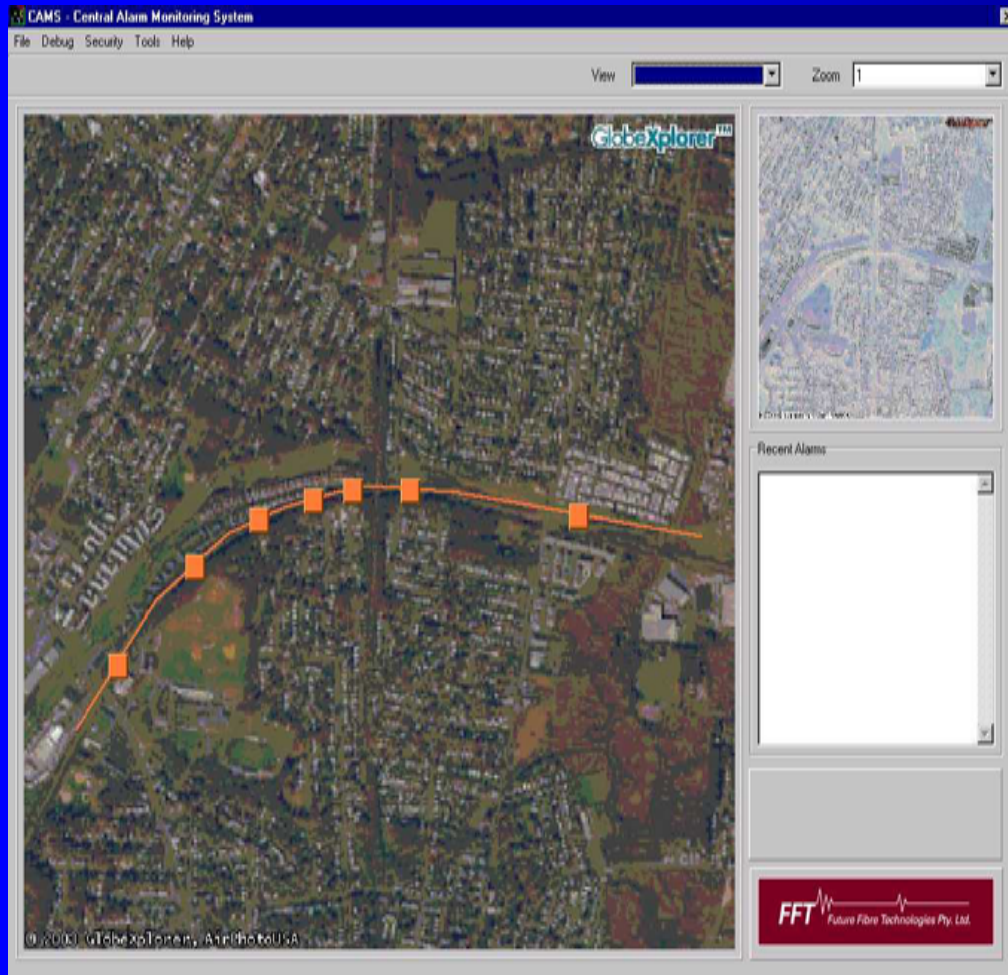 CAMS - Central Alarm Monitoring System
File Debug Security Tools Help
View Zoom 1
GlobeXplorer™
Recent Alarms
© 2003 GlobeXplorer, AirPhotoUSA
FFT Future Fibre Technologies Pty. Ltd.